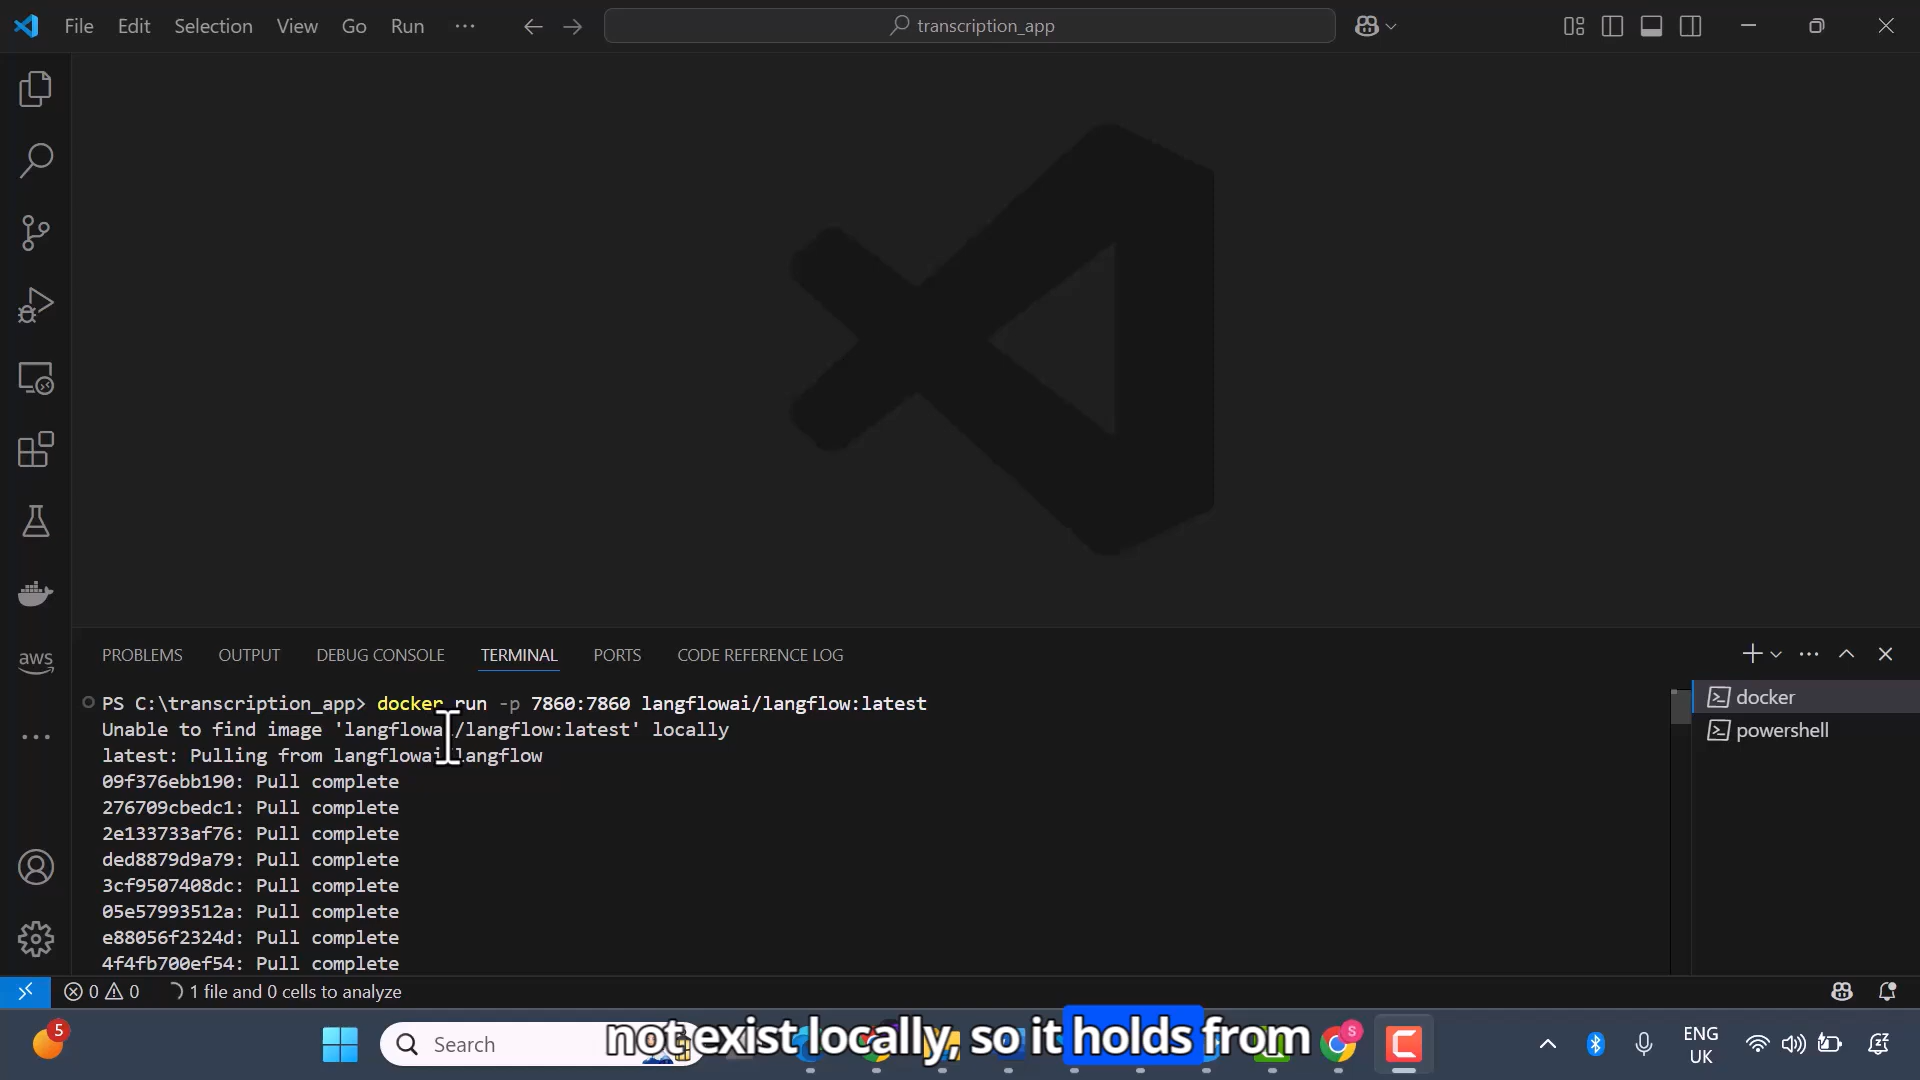 File Edit Selection View Go Run ···
transcription_app
PROBLEMS OUTPUT DEBUG CONSOLE TERMINAL PORTS CODE REFERENCE LOG
PS C:\transcription_app> docker run -p 7860:7860 langflowai/langflow:latest
Unable to find image 'langflowai/langflow:latest' locally
latest: Pulling from langflowai/langflow
09f376ebb190: Pull complete
276709cbedc1: Pull complete
2e133733af76: Pull complete
ded8879d9a79: Pull complete
3cf9507408dc: Pull complete
05e57993512a: Pull complete
e88056f2324d: Pull complete
4f4fb700ef54: Pull complete
docker
powershell
aws
0 0 1 file and 0 cells to analyze
not exist locally, so it holds from
5
Search
S
ENG
UK